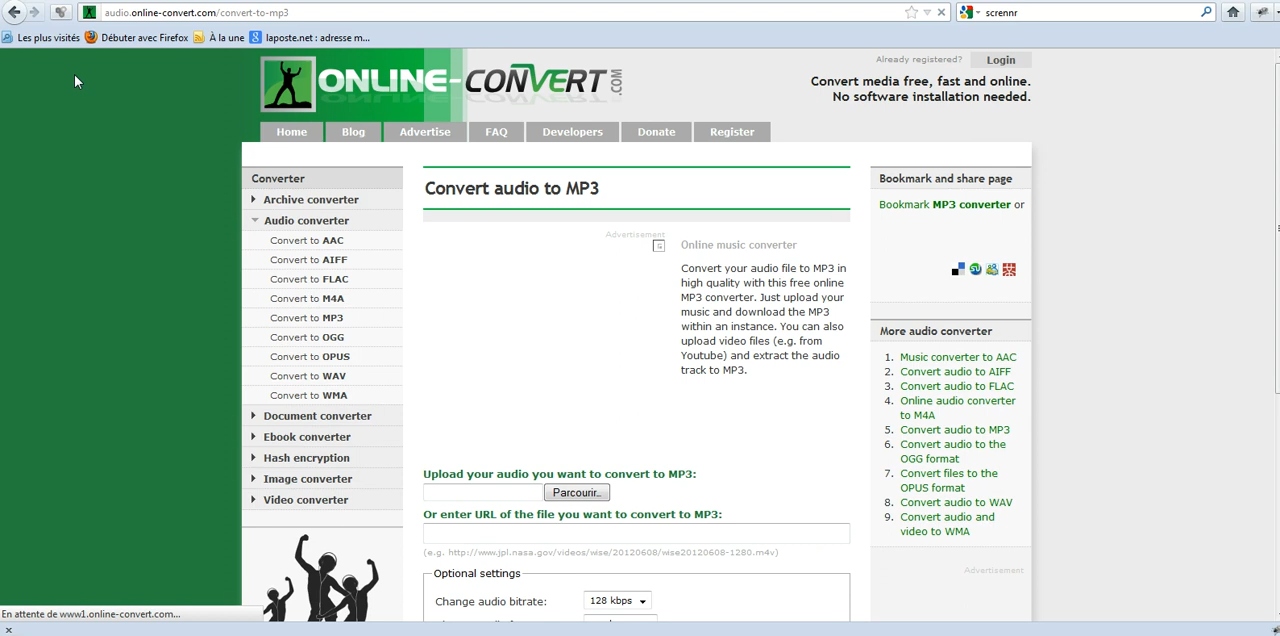 audio.online-convert.com/convert-to-mp3
scrennr
Les plus visités
Débuter avec Firefox
À la une
laposte.net : adresse m...
ONLINE-CONVERT.COM
Already registered?
Login
Convert media free, fast and online.
No software installation needed.
Home
Blog
Advertise
FAQ
Developers
Donate
Register
Converter
Archive converter
Audio converter
Convert to AAC
Convert to AIFF
Convert to FLAC
Convert to M4A
Convert to MP3
Convert to OGG
Convert to OPUS
Convert to WAV
Convert to WMA
Document converter
Ebook converter
Hash encryption
Image converter
Video converter
Convert audio to MP3
Advertisement
Online music converter
Convert your audio file to MP3 in
high quality with this free online
MP3 converter. Just upload your
music and download the MP3
within an instance. You can also
upload video files (e.g. from
Youtube) and extract the audio
track to MP3.
Upload your audio you want to convert to MP3:
Parcourir...
Or enter URL of the file you want to convert to MP3:
(e.g. http://www.jpl.nasa.gov/videos/wise/20120608/wise20120608-1280.m4v)
Optional settings
Change audio bitrate:
128 kbps
Bookmark and share page
Bookmark MP3 converter or
More audio converter
1. Music converter to AAC
2. Convert audio to AIFF
3. Convert audio to FLAC
4. Online audio converter
to M4A
5. Convert audio to MP3
6. Convert audio to the
OGG format
7. Convert files to the
OPUS format
8. Convert audio to WAV
9. Convert audio and
video to WMA
Advertisement
En attente de www1.online-convert.com...